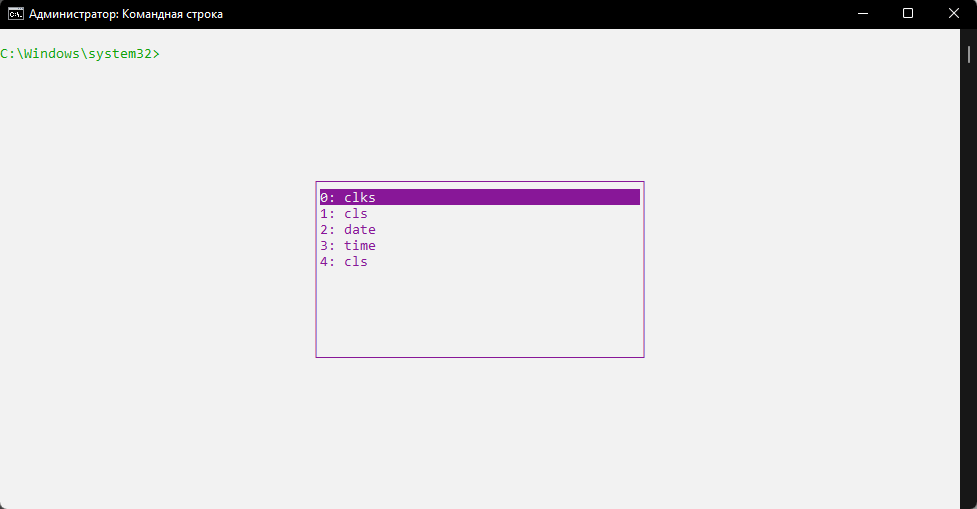 Администратор: Командная строка
C:\Windows\system32>
0: clks
1: cls
2: date
3: time
4: cls